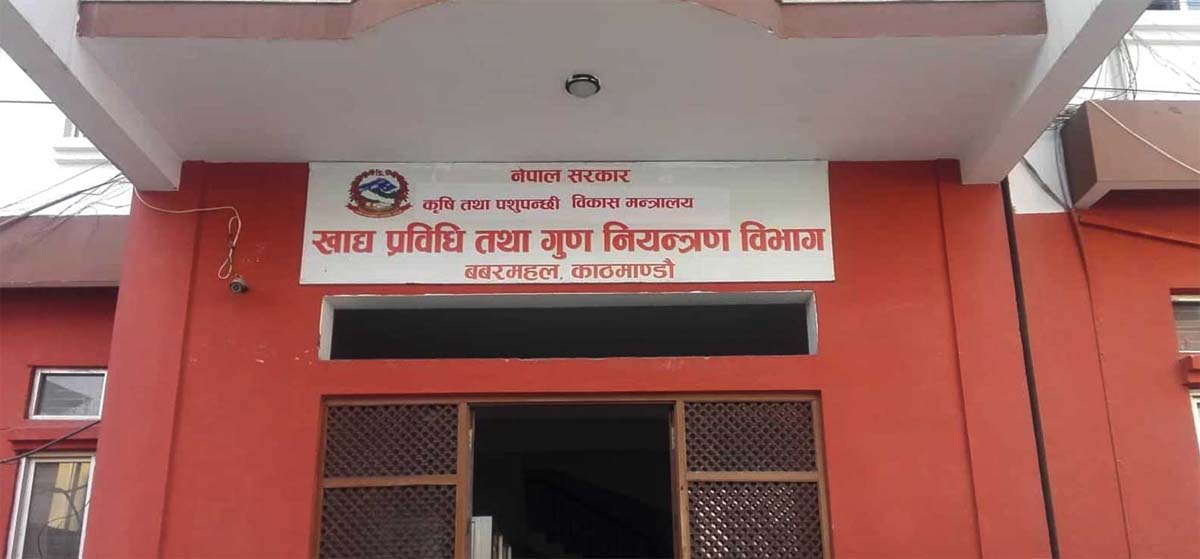 नेपाल सरकार
कृषि तथा पशुपन्छी विकास मन्त्रालय
खाद्य प्रविधि तथा गुण नियन्त्रण विभाग
बबरमहल, काठमाण्डौ